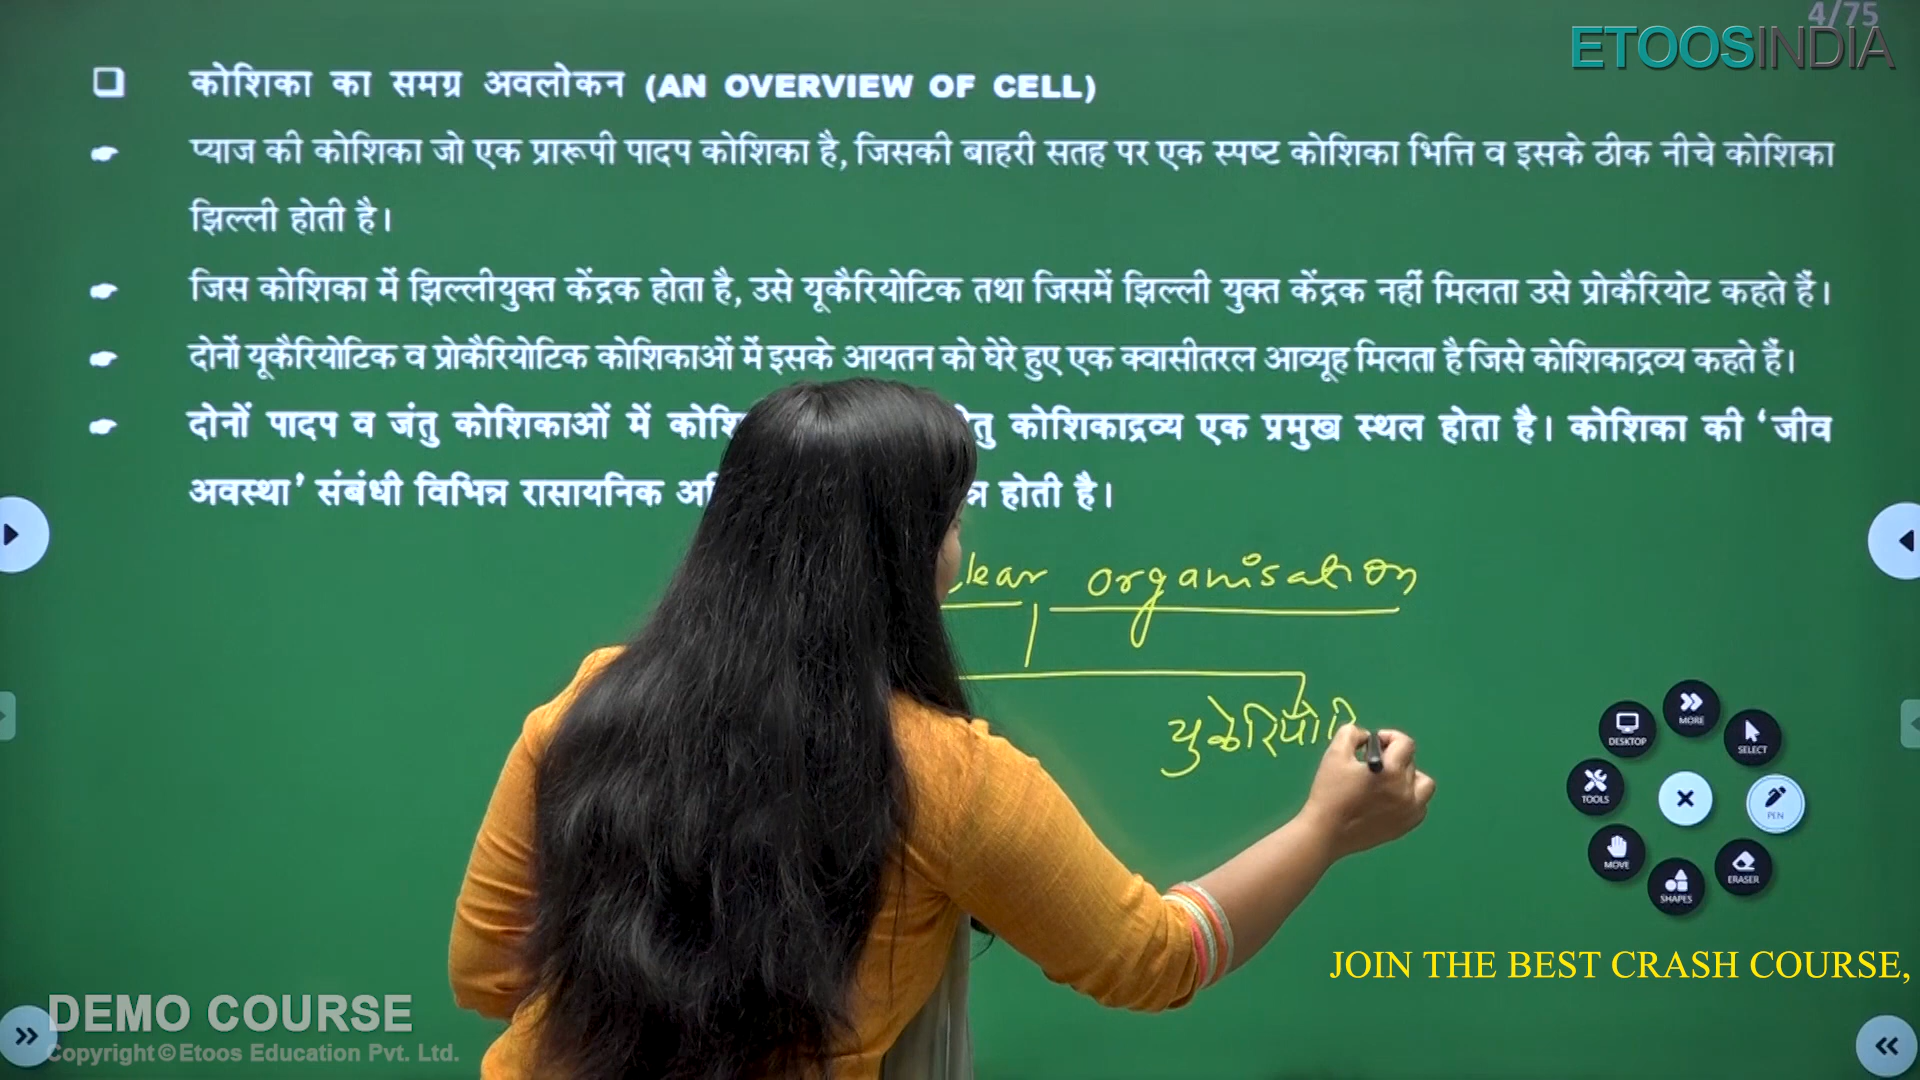 4/75
ETOOSINDIA
कोशिका का समग्र अवलोकन (AN OVERVIEW OF CELL)
प्याज की कोशिका जो एक प्रारूपी पादप कोशिका है, जिसकी बाहरी सतह पर एक स्पष्ट कोशिका भित्ति व इसके ठीक नीचे कोशिका
झिल्ली होती है।
जिस कोशिका में झिल्लीयुक्त केंद्रक होता है, उसे यूकैरियोटिक तथा जिसमें झिल्ली युक्त केंद्रक नहीं मिलता उसे प्रोकैरियोट कहते हैं।
दोनों यूकैरियोटिक व प्रोकैरियोटिक कोशिकाओं में इसके आयतन को घेरे हुए एक क्वासीतरल आव्यूह मिलता है जिसे कोशिकाद्रव्य कहते हैं।
दोनों पादप व जंतु कोशिकाओं में कोशिकाद्रव्य एक प्रमुख स्थल होता है। कोशिका की ‘जीव
अवस्था’ संबंधी विभिन्न रासायनिक होती है।
organisation
DESKTOP
MORE
SELECT
TOOLS
PEN
MOVE
SHAPES
ERASER
JOIN THE BEST CRASH COURSE,
DEMO COURSE
Copyright © Etoos Education Pvt. Ltd.